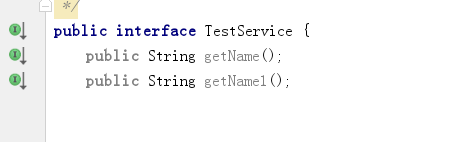 */
public interface TestService {
public String getName();
public String getName1();